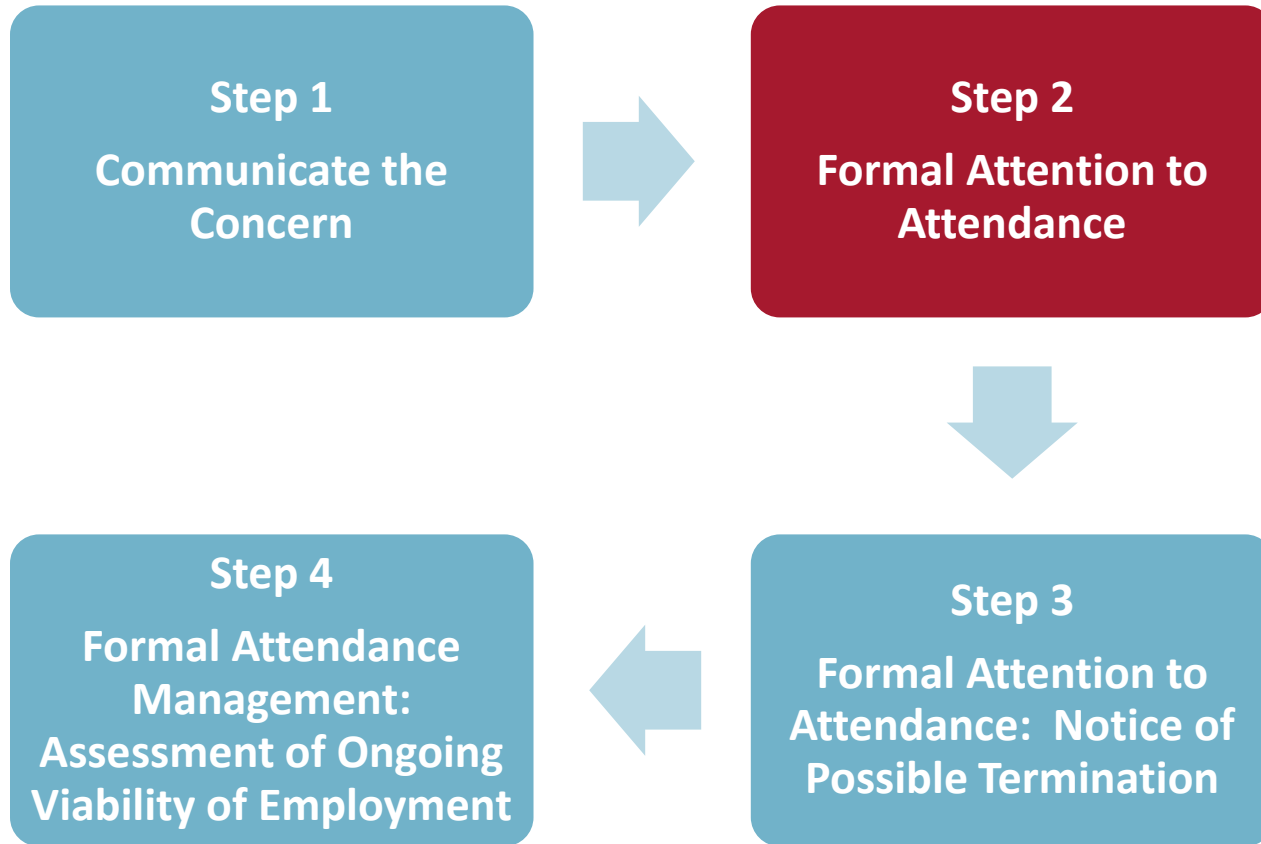 Step 1
Communicate the
Concern
Step 2
Formal Attention to
Attendance
Step 3
Formal Attention to
Attendance:  Notice of
Possible Termination
Step 4
Formal Attendance
Management:
Assessment of Ongoing
Viability of Employment